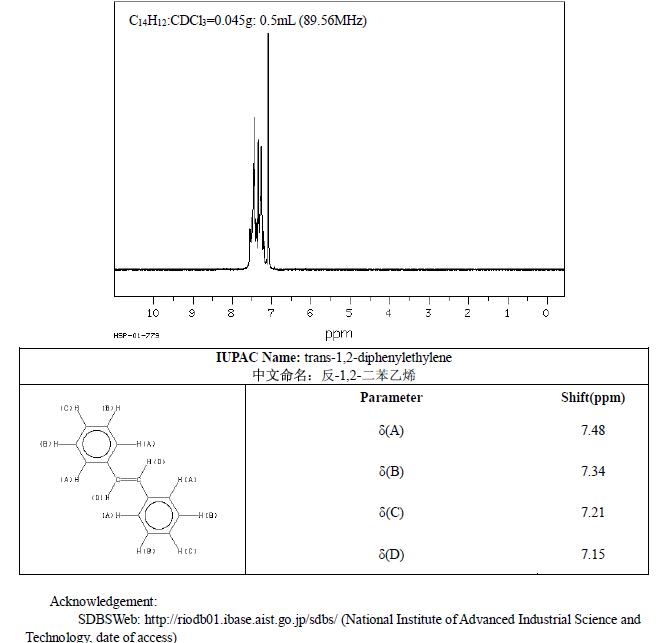 C₁₄H₁₂:CDCl₃=0.045g: 0.5mL (89.56MHz)
10 9 8 7 6 5 4 3 2 1 0
HSP-01-779
ppm
IUPAC Name: trans-1,2-diphenylethylene
中文命名：反-1,2-二苯乙烯
Parameter Shift(ppm)
δ(A) 7.48
δ(B) 7.34
δ(C) 7.21
δ(D) 7.15
(C)H (B)H
(B)H H(A)
H(D)
(A)H C C H(A)
(D)H
(A)H H(B)
H(B) H(C)
Acknowledgement:
SDBSWeb: http://riodb01.ibase.aist.go.jp/sdbs/ (National Institute of Advanced Industrial Science and
Technology, date of access)